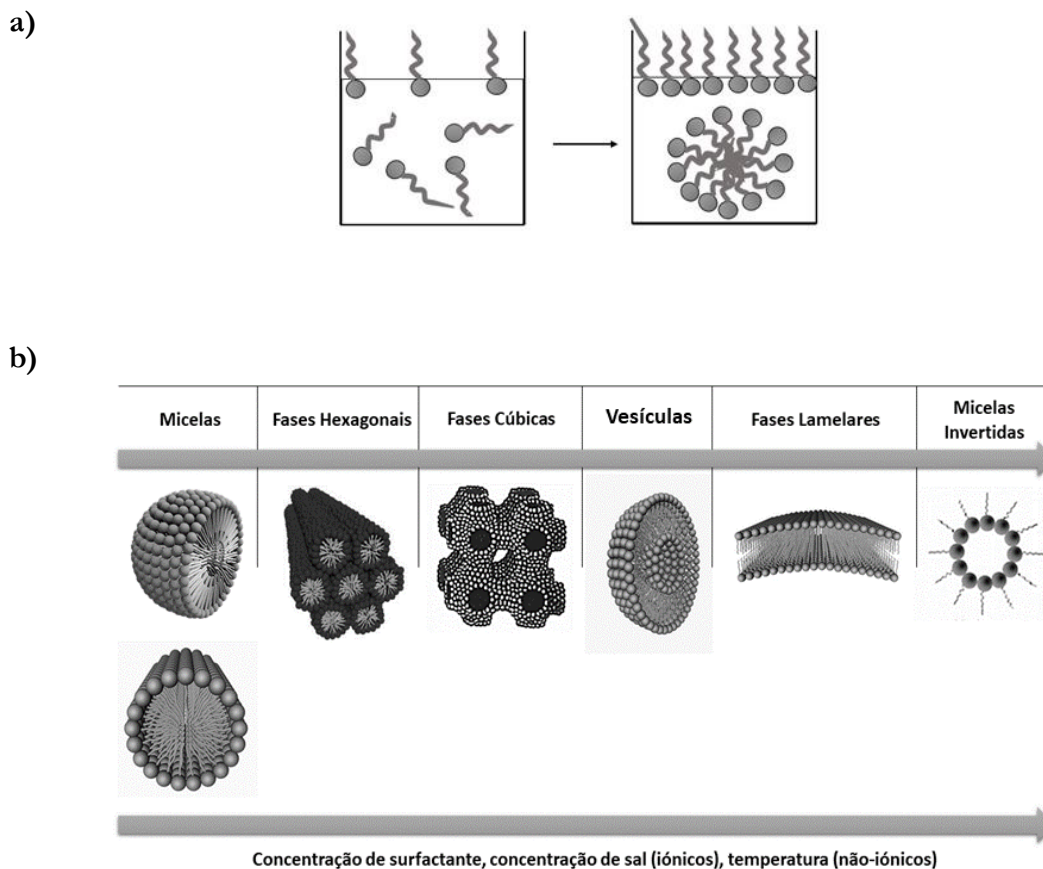 a)
b)
Micelas
Fases Hexagonais
Fases Cúbicas
Vesículas
Fases Lamelares
Micelas
Invertidas
Concentração de surfactante, concentração de sal (iónicos), temperatura (não-iónicos)